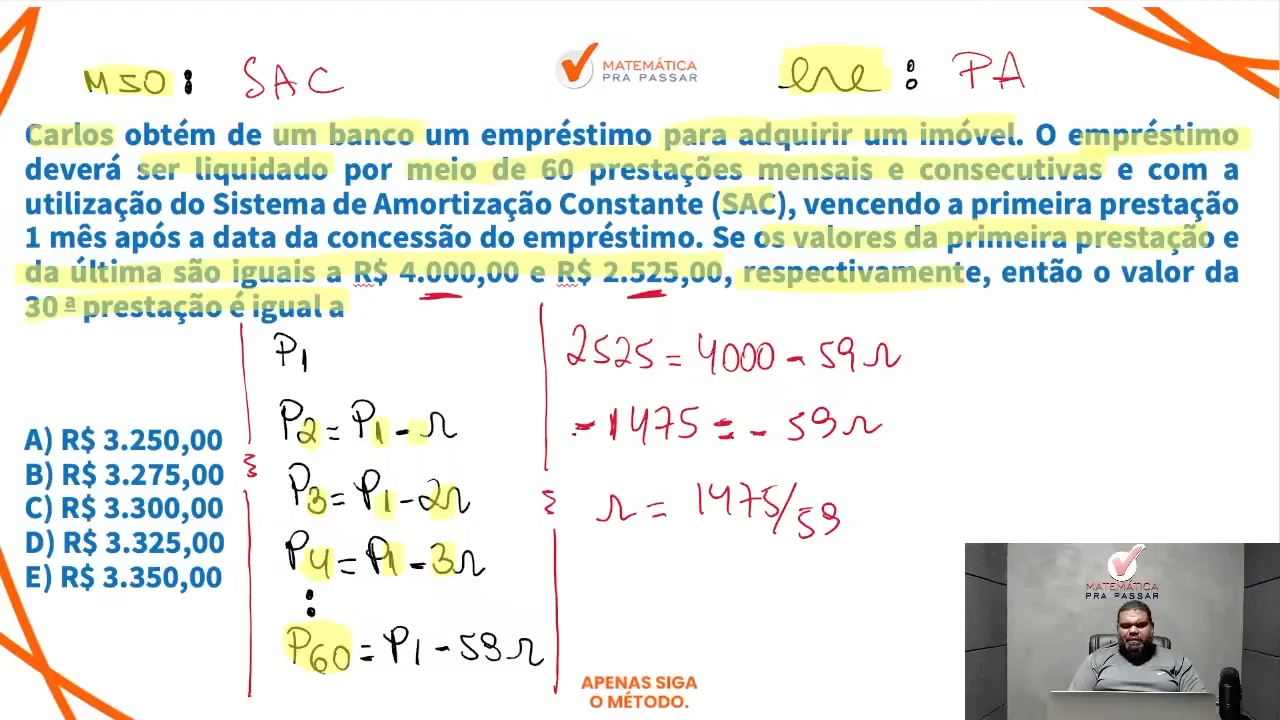 MSO: SAC
MATEMÁTICA
PRA PASSAR
ere : PA
Carlos obtém de um banco um empréstimo para adquirir um imóvel. O empréstimo
deverá ser liquidado por meio de 60 prestações mensais e consecutivas e com a
utilização do Sistema de Amortização Constante (SAC), vencendo a primeira prestação
1 mês após a data da concessão do empréstimo. Se os valores da primeira prestação e
da última são iguais a R$ 4.000,00 e R$ 2.525,00, respectivamente, então o valor da
30 ª prestação é igual a
A) R$ 3.250,00
B) R$ 3.275,00
C) R$ 3.300,00
D) R$ 3.325,00
E) R$ 3.350,00
P1
P2 = P1 - r
P3 = P1 - 2r
P4 = P1 - 3r
:
P60 = P1 - 59r
2525 = 4000 - 59r
-1475 = - 59r
r = 1475/59
MATEMÁTICA
PRA PASSAR
APENAS SIGA
O MÉTODO.